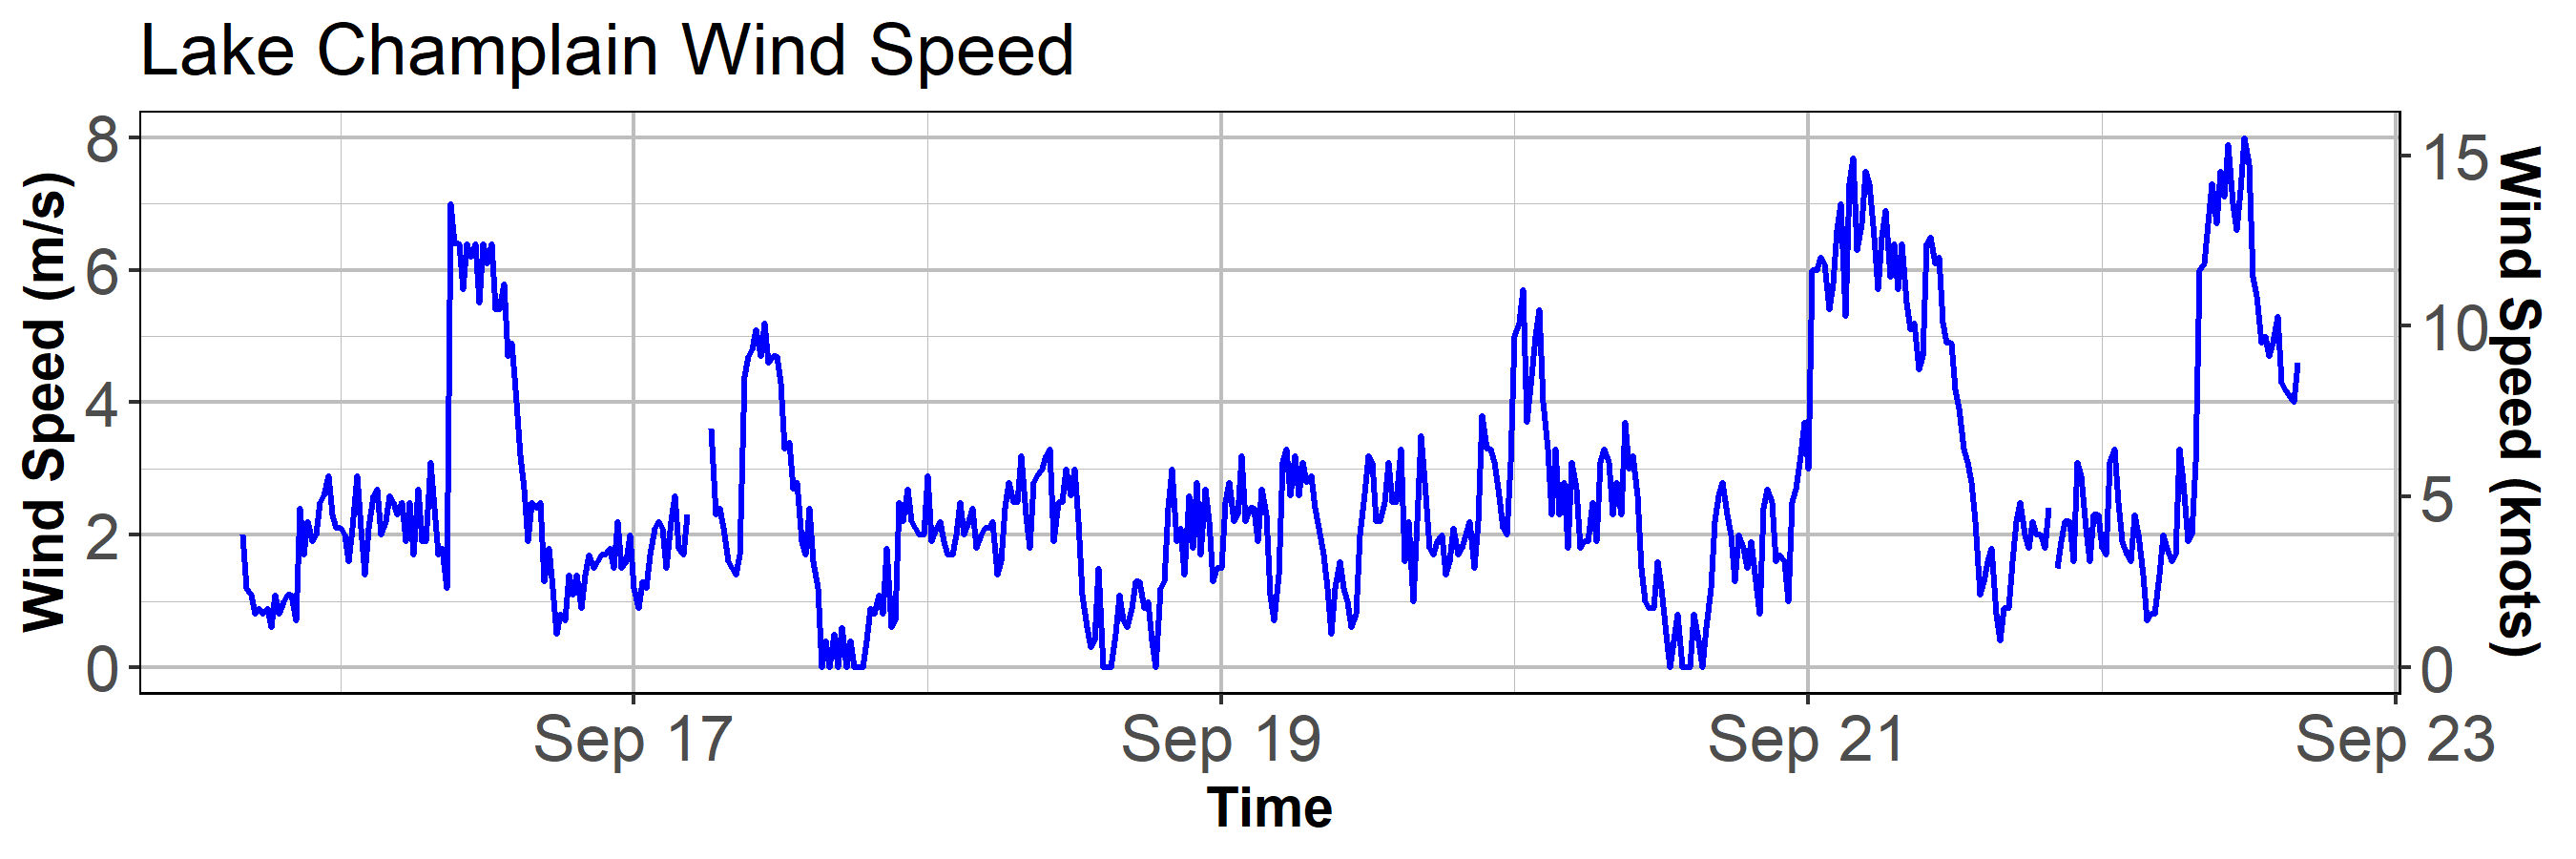 Lake Champlain Wind Speed
Wind Speed (m/s)
8
6
4
2
0
15
10
5
0
Wind Speed (knots)
Sep 17
Sep 19
Sep 21
Sep 23
Time